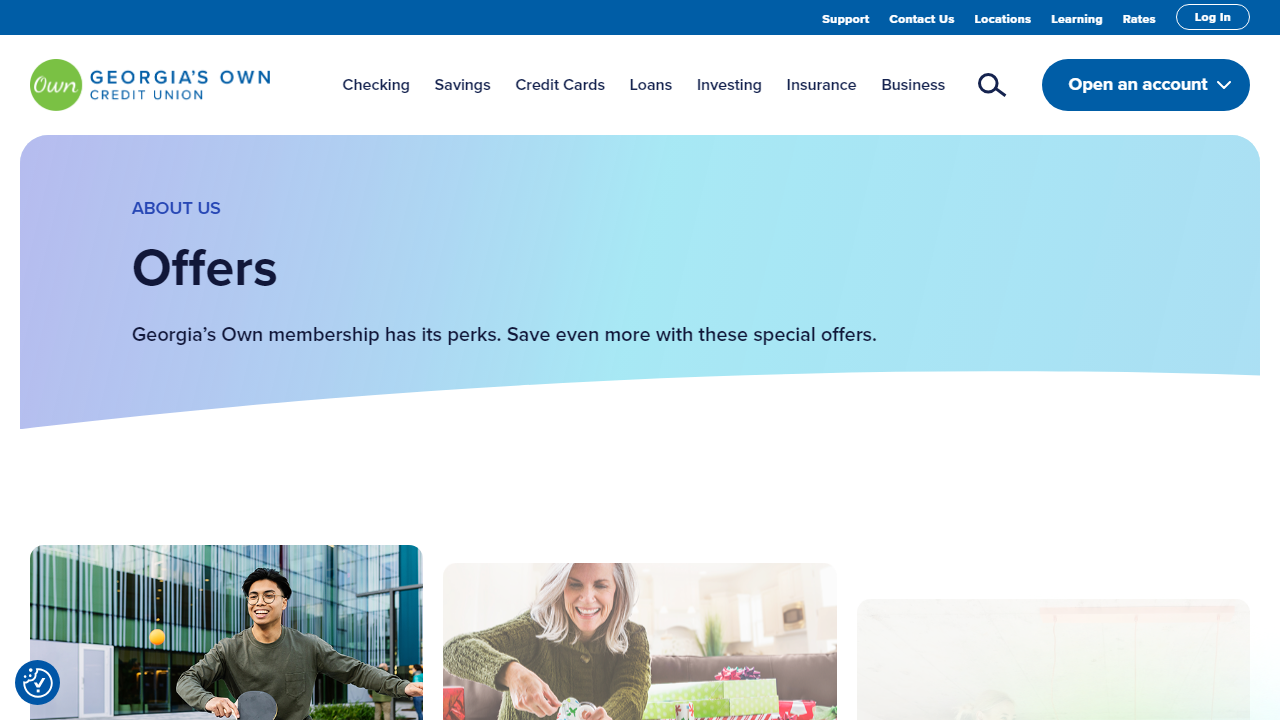 Support Contact Us Locations Learning Rates Log In
Own GEORGIA'S OWN
CREDIT UNION
Checking Savings Credit Cards Loans Investing Insurance Business Open an account
ABOUT US
Offers
Georgia’s Own membership has its perks. Save even more with these special offers.